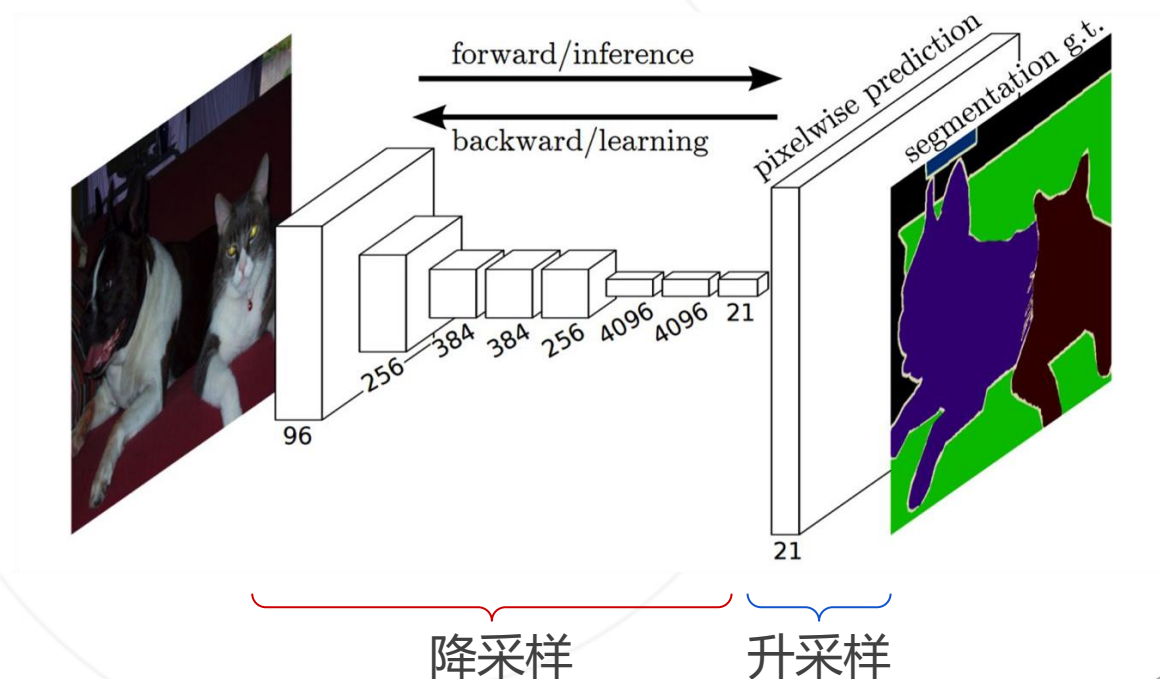 forward/inference
backward/learning
pixelwise prediction
segmentation g.t.
96
256
384
384
256
4096
4096
21
21
降采样
升采样